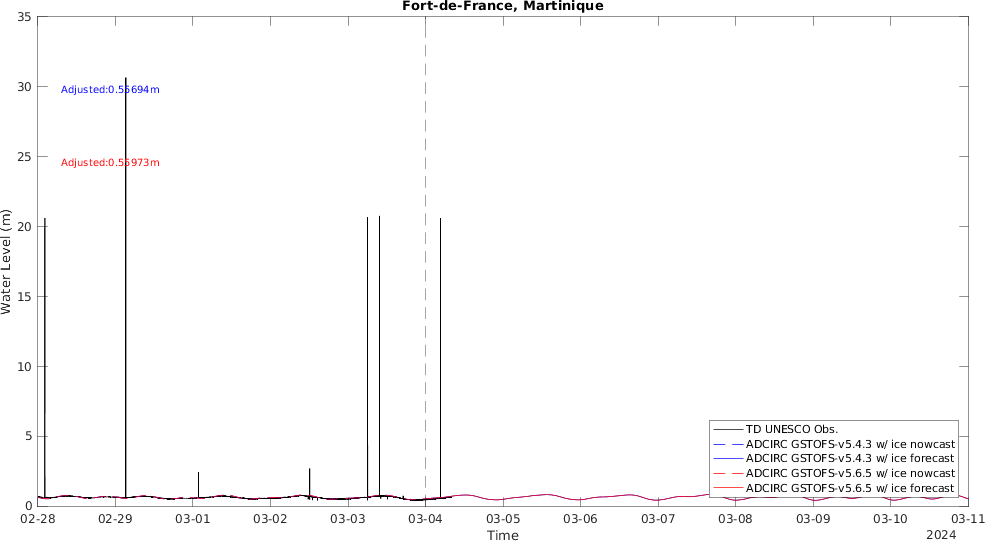 Fort-de-France, Martinique
35
30
25
20
15
10
5
0
Water Level (m)
Adjusted:0.55694m
Adjusted:0.55973m
TD UNESCO Obs.
ADCIRC GSTOFS-v5.4.3 w/ ice nowcast
ADCIRC GSTOFS-v5.4.3 w/ ice forecast
ADCIRC GSTOFS-v5.6.5 w/ ice nowcast
ADCIRC GSTOFS-v5.6.5 w/ ice forecast
02-28 02-29 03-01 03-02 03-03 03-04 03-05 03-06 03-07 03-08 03-09 03-10 03-11
Time
2024